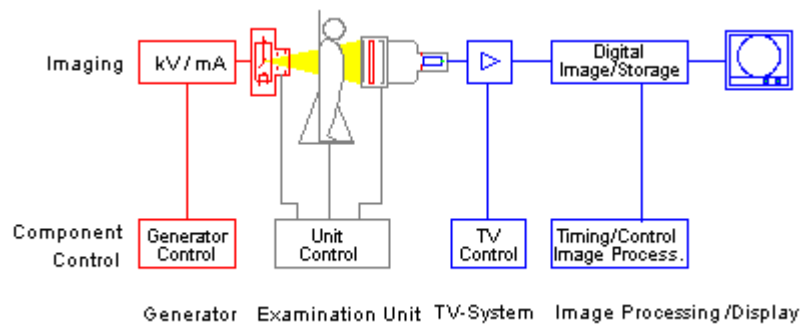 Imaging
kV/mA
Digital
Image/Storage
Component
Control
Generator
Control
Unit
Control
TV
Control
Timing/Control
Image Process.
Generator Examination Unit TV-System Image Processing/Display